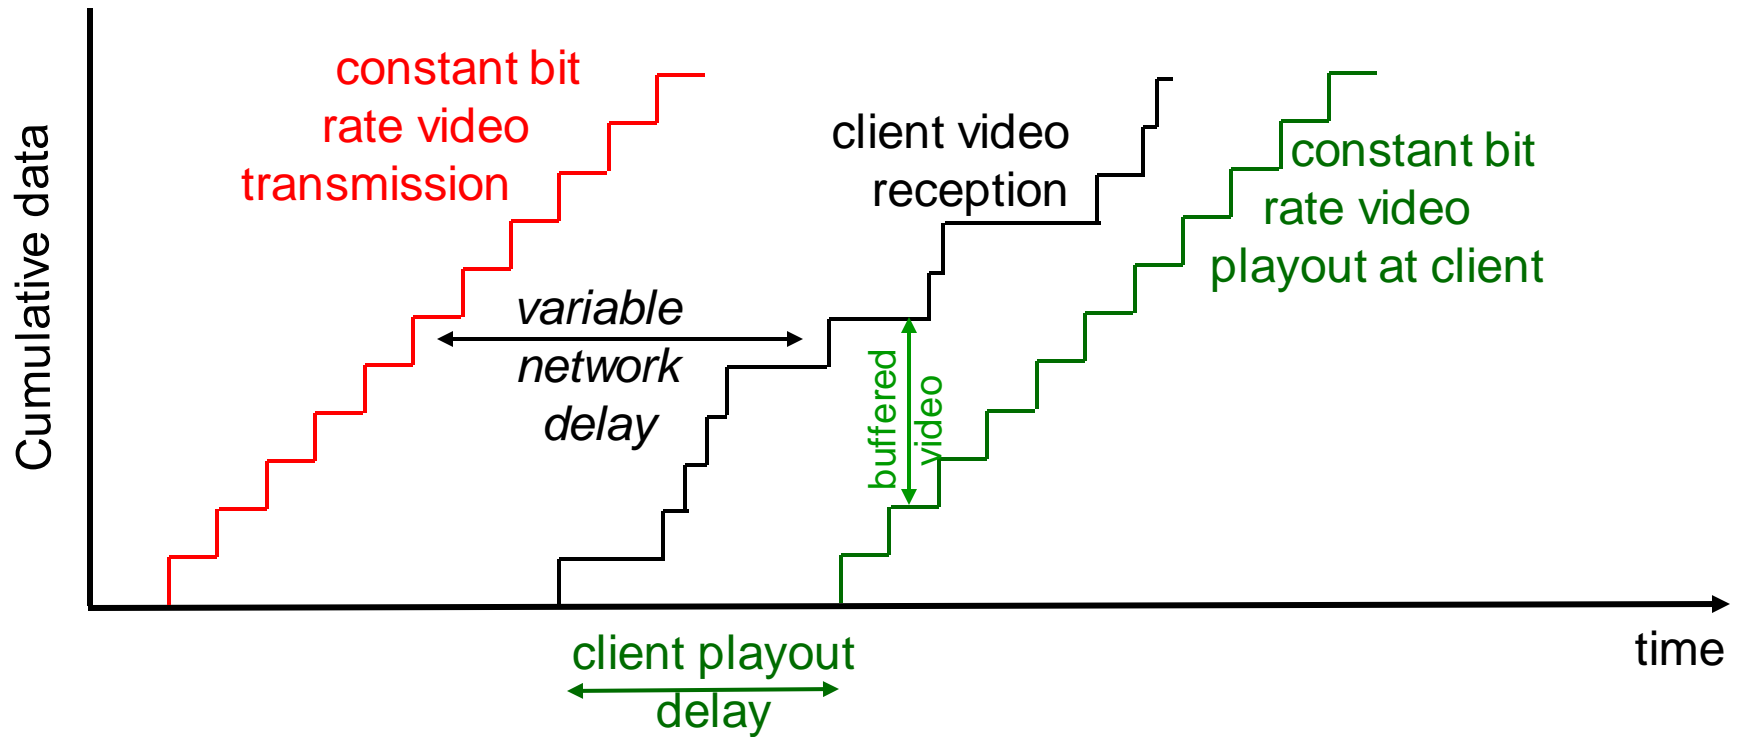 Cumulative data
constant bit
rate video
transmission
variable
network
delay
client video
reception
buffered
video
constant bit
rate video
playout at client
client playout
delay
time